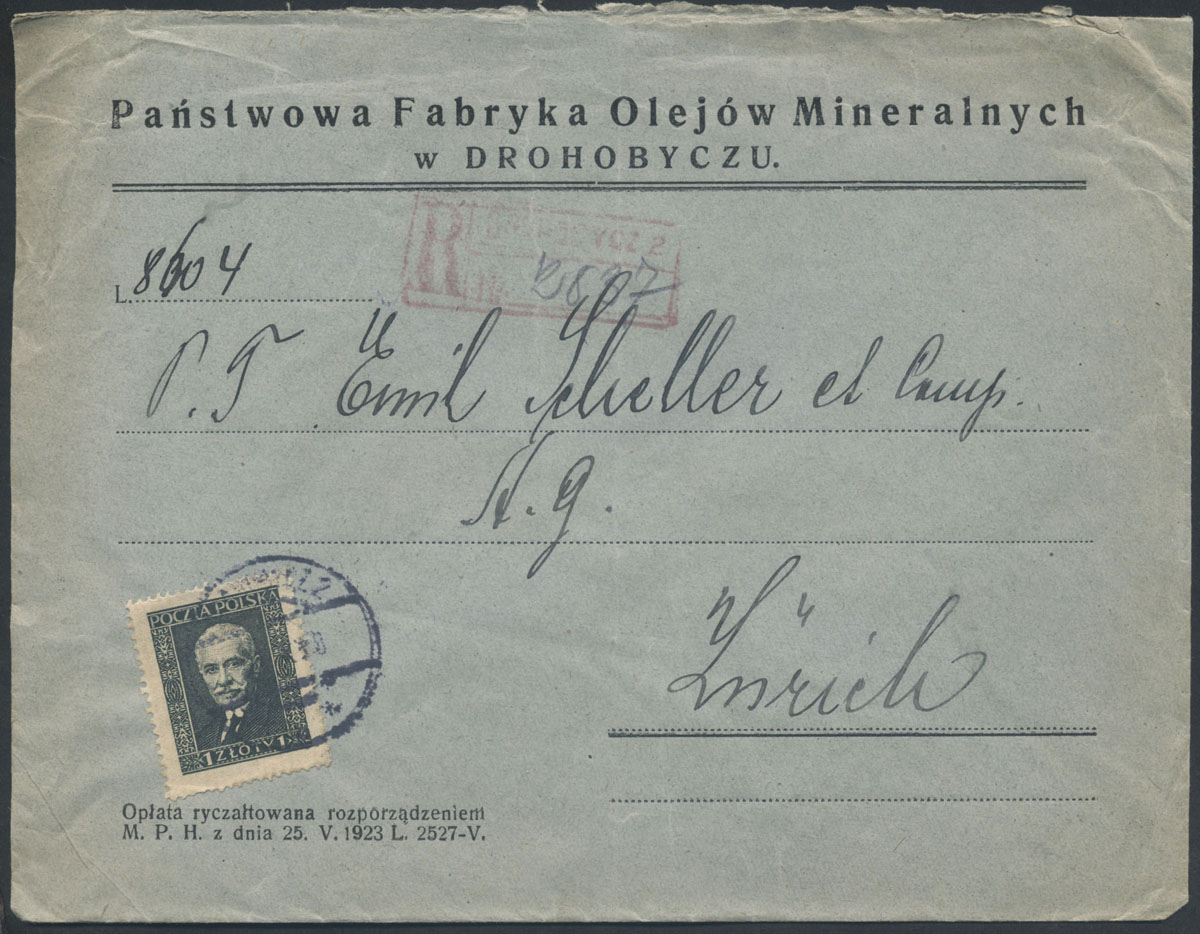 Państwowa Fabryka Olejów Mineralnych
w DROHOBYCZU.
R
L. 8604
P. T. Emil Scheller et Comp.
A. G.
Zürich
POCZTA POLSKA
1 ZŁOTY 1
Opłata ryczałtowana rozporządzeniem
M. P. H. z dnia 25. V. 1923 L. 2527-V.